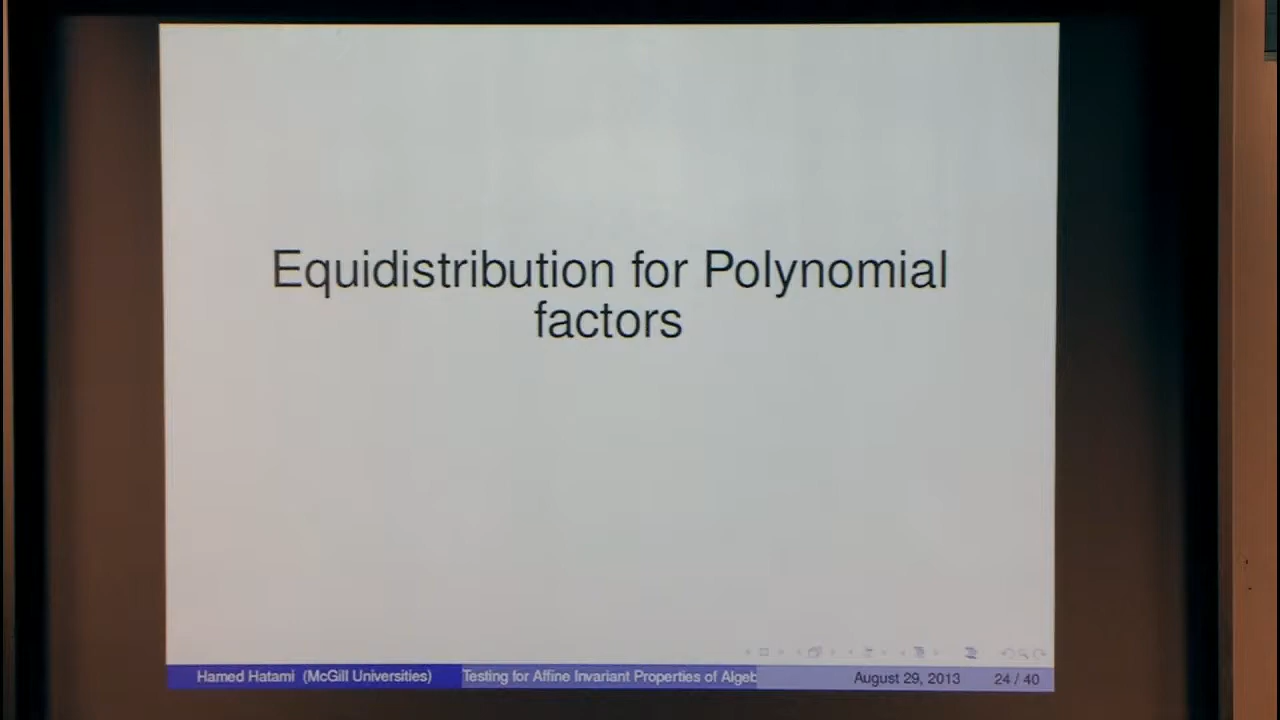 Equidistribution for Polynomial
factors
Hamed Hatami (McGill Universities) Testing for Affine Invariant Properties of Algeb August 29, 2013 24 / 40